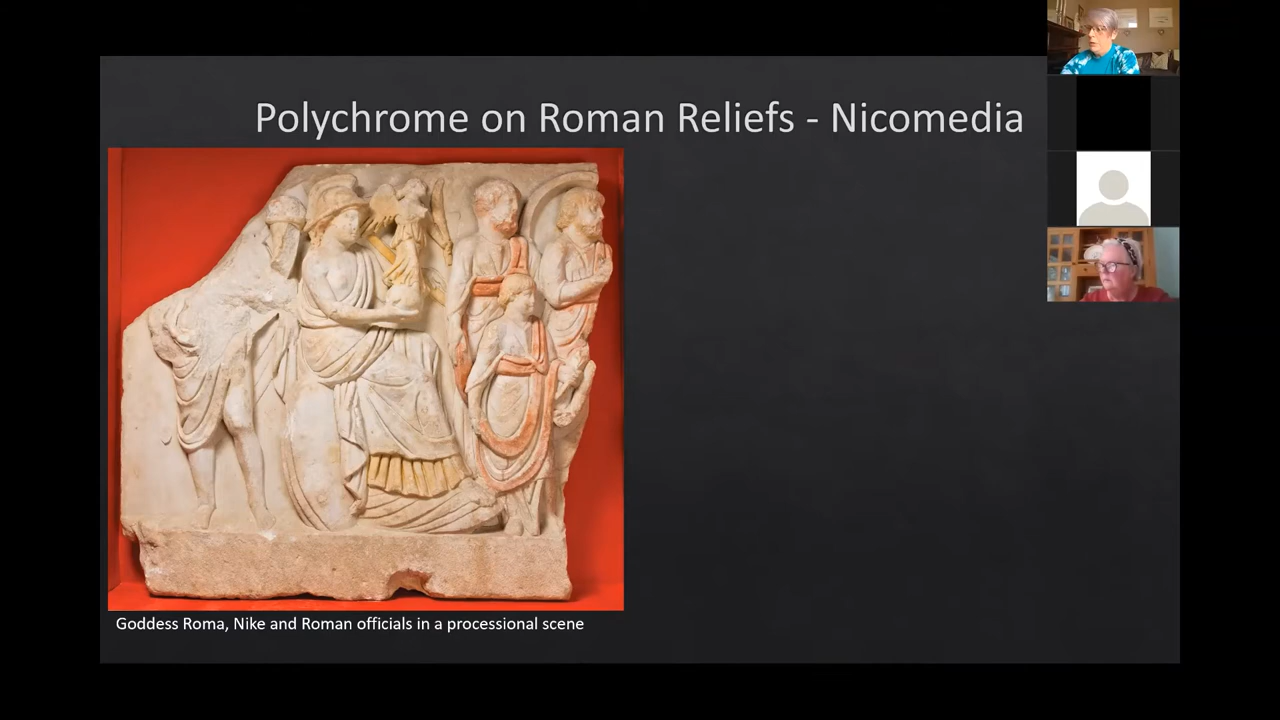 Polychrome on Roman Reliefs - Nicomedia
Goddess Roma, Nike and Roman officials in a processional scene